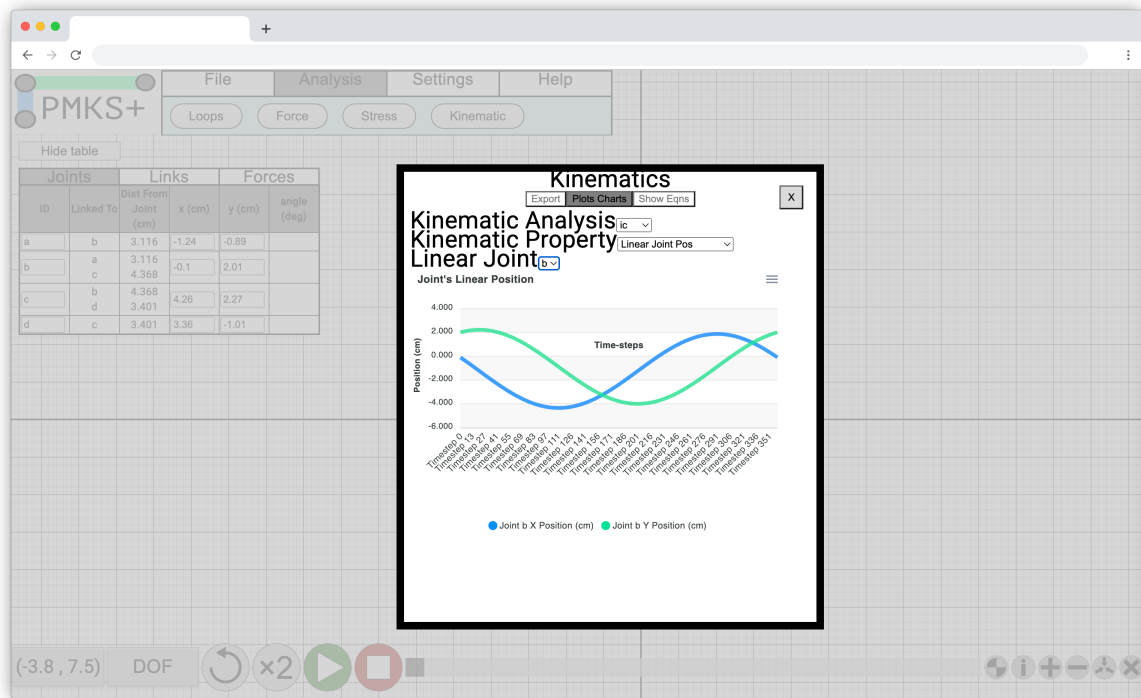 +
File Analysis Settings Help
PMKS+
Loops Force Stress Kinematic
Hide table
Joints Links Forces
ID Linked To Dist From Joint (cm) x (cm) y (cm) angle (deg)
a b 3.116 -1.24 -0.89
b a 3.116 -0.1 2.01
c 4.368
c b 4.368 4.26 2.27
d 3.401
d c 3.401 3.36 -1.01
Kinematics
Export Plots Charts Show Eqns
X
Kinematic Analysis ic
Kinematic Property Linear Joint Pos
Linear Joint b
Joint's Linear Position
4.000
2.000
0.000
-2.000
-4.000
-6.000
Position (cm)
Time-steps
Timestep 0
Timestep 13
Timestep 27
Timestep 41
Timestep 55
Timestep 69
Timestep 83
Timestep 97
Timestep 111
Timestep 126
Timestep 141
Timestep 156
Timestep 171
Timestep 186
Timestep 201
Timestep 216
Timestep 231
Timestep 246
Timestep 261
Timestep 276
Timestep 291
Timestep 306
Timestep 321
Timestep 336
Timestep 351
Joint b X Position (cm) Joint b Y Position (cm)
(-3.8 , 7.5) DOF ×2